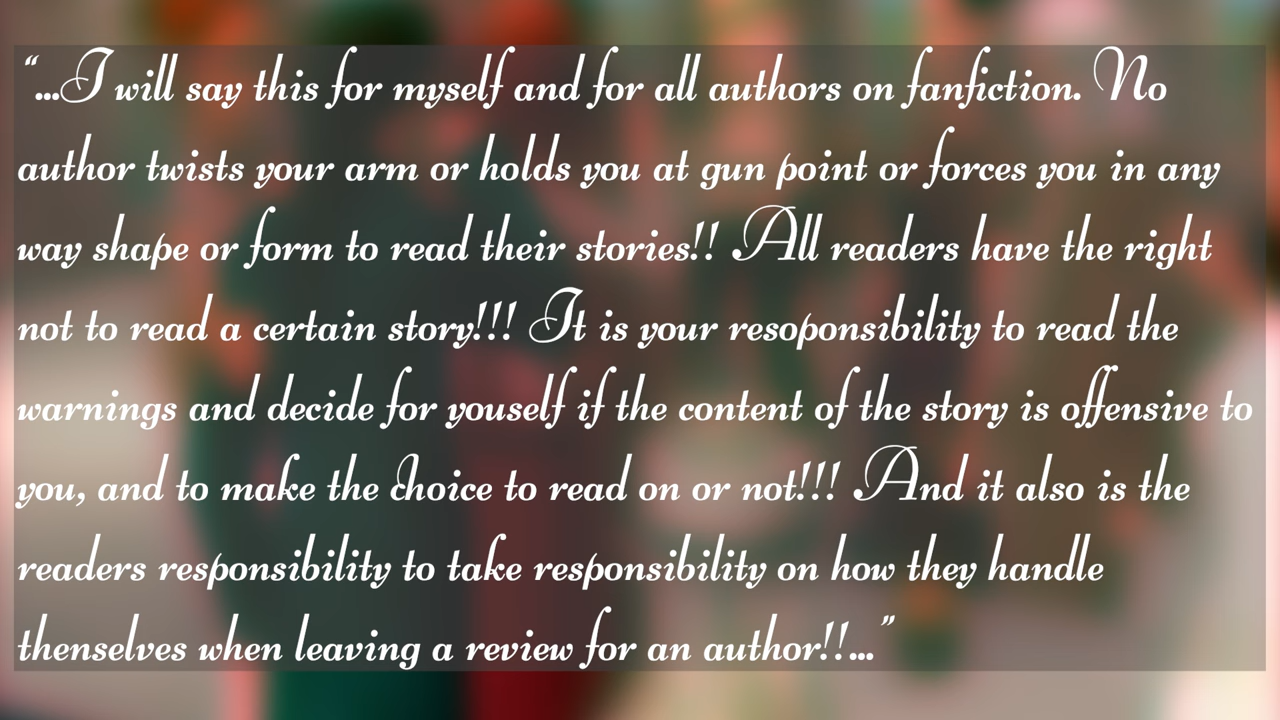 “...I will say this for myself and for all authors on fanfiction. No
author twists your arm or holds you at gun point or forces you in any
way shape or form to read their stories!! All readers have the right
not to read a certain story!!! It is your resoponsibility to read the
warnings and decide for youself if the content of the story is offensive to
you, and to make the choice to read on or not!!! And it also is the
readers responsibility to take responsibility on how they handle
thenselves when leaving a review for an author!!...”